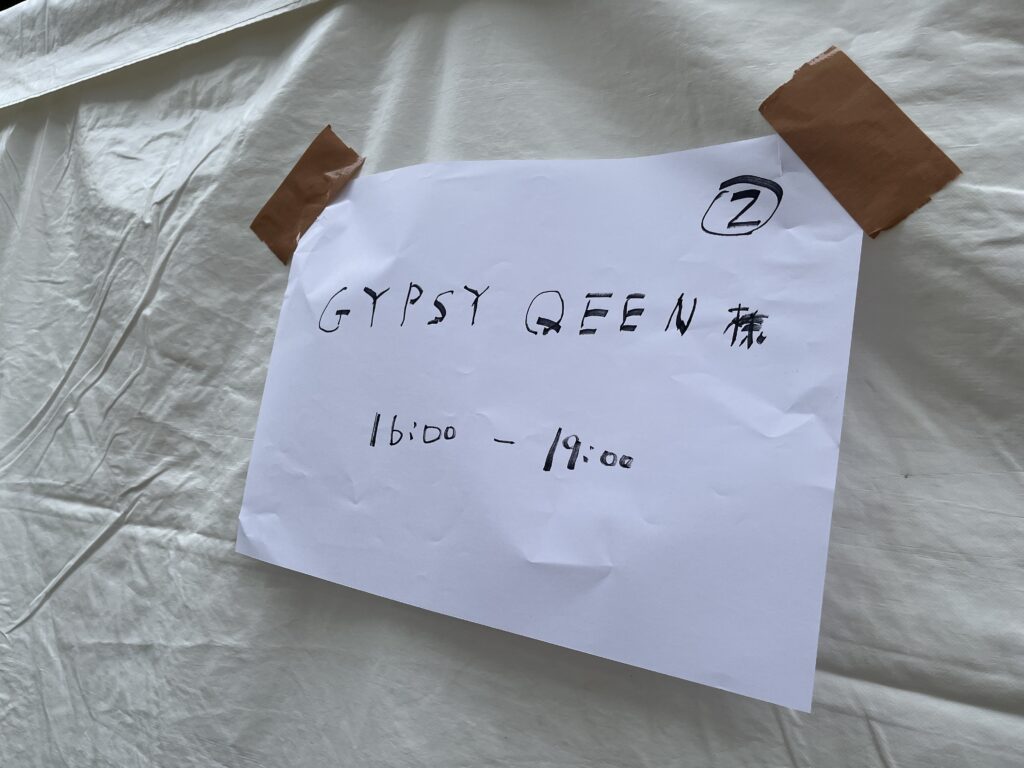 ②
GYPSY QEEN 様
16:00 - 19:00